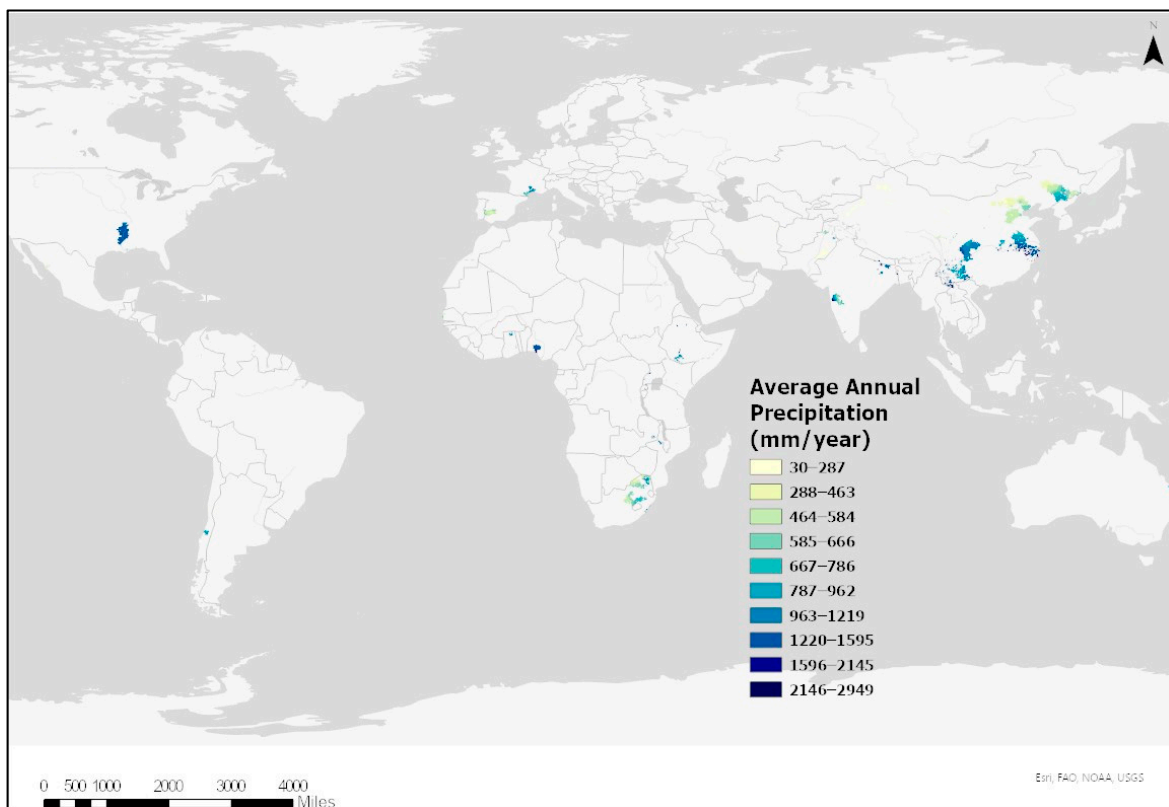 N
Average Annual
Precipitation
(mm/year)
30–287
288–463
464–584
585–666
667–786
787–962
963–1219
1220–1595
1596–2145
2146–2949
Esri, FAO, NOAA, USGS
0 500 1000 2000 3000 4000
Miles